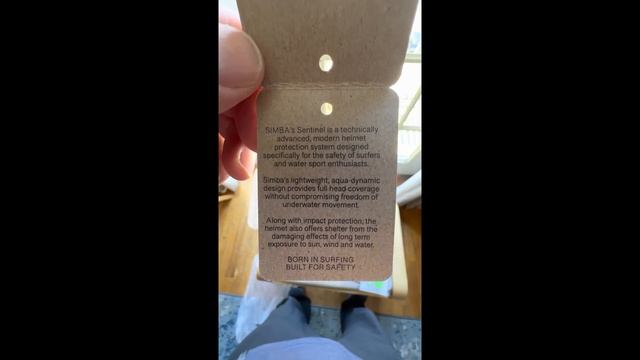 SIMBA's Sentinel is a technically
advanced, modern helmet
protection system designed
specifically for the safety of surfers
and water sport enthusiasts.
Simba's lightweight, aqua-dynamic
design provides full head coverage
without compromising freedom of
underwater movement.
Along with impact protection, the
helmet also offers shelter from the
damaging effects of long term
exposure to sun, wind and water.
BORN IN SURFING
BUILT FOR SAFETY